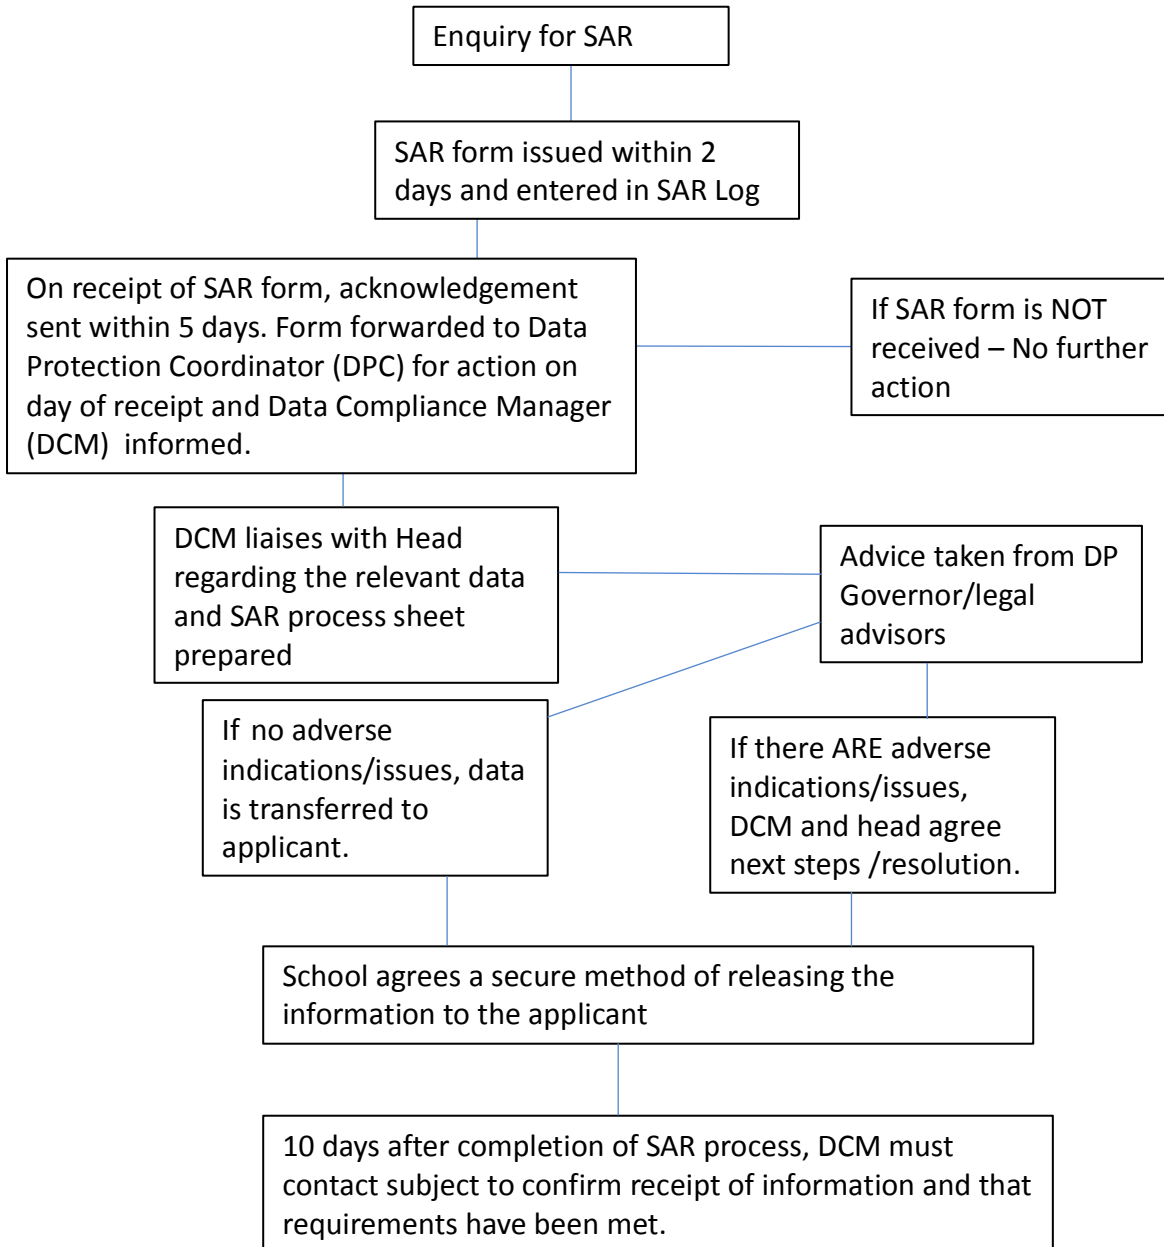 Enquiry for SAR
SAR form issued within 2
days and entered in SAR Log
On receipt of SAR form, acknowledgement
sent within 5 days. Form forwarded to Data
Protection Coordinator (DPC) for action on
day of receipt and Data Compliance Manager
(DCM) informed.
If SAR form is NOT
received – No further
action
DCM liaises with Head
regarding the relevant data
and SAR process sheet
prepared
Advice taken from DP
Governor/legal
advisors
If no adverse
indications/issues, data
is transferred to
applicant.
If there ARE adverse
indications/issues,
DCM and head agree
next steps /resolution.
School agrees a secure method of releasing the
information to the applicant
10 days after completion of SAR process, DCM must
contact subject to confirm receipt of information and that
requirements have been met.